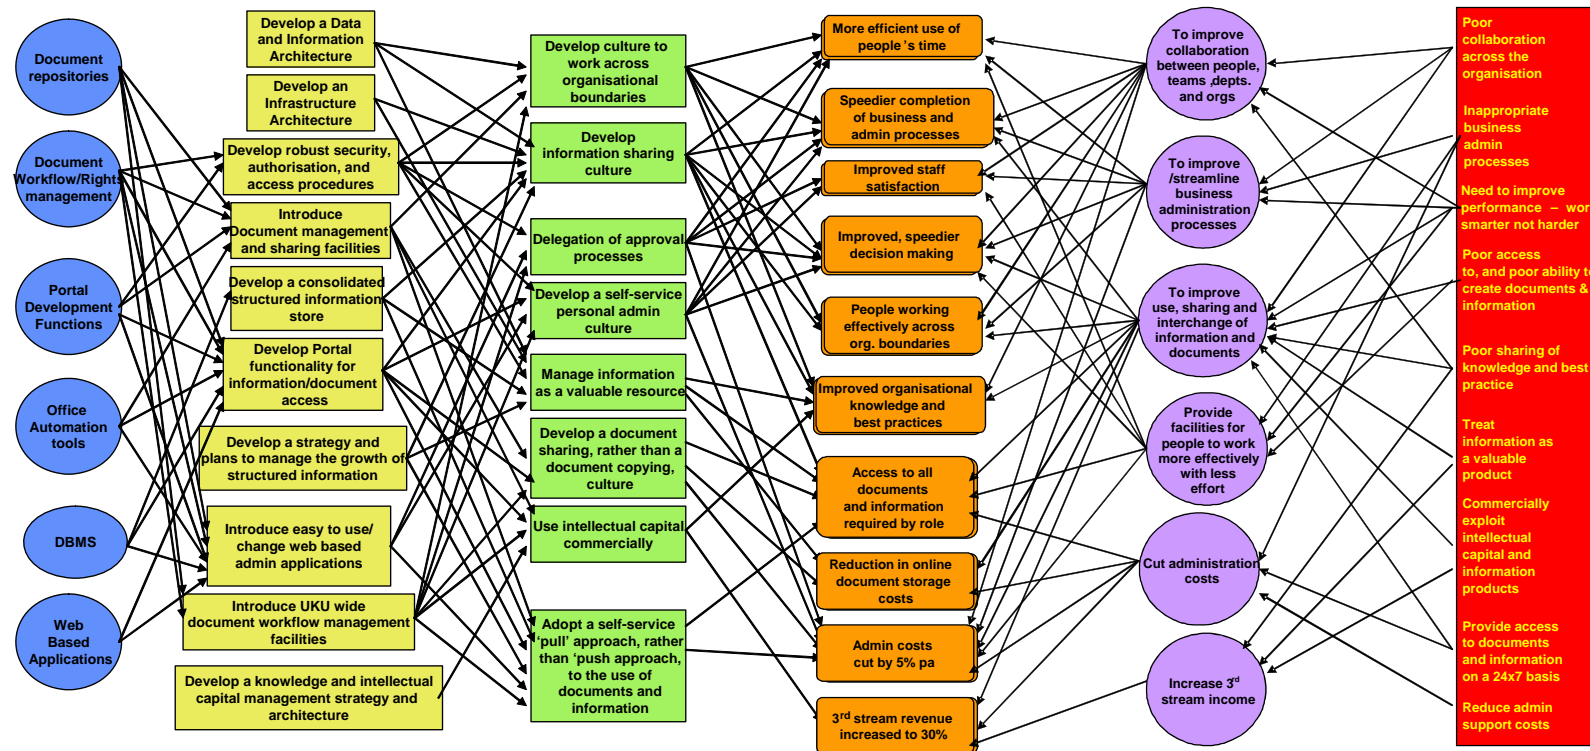 Document
repositories
Document
Workflow/Rights
management
Portal
Development
Functions
Office
Automation
tools
DBMS
Web
Based
Applications
Develop a Data
and Information
Architecture
Develop an
Infrastructure
Architecture
Develop robust security,
authorisation, and
access procedures
Introduce
Document management
and sharing facilities
Develop a consolidated
structured information
store
Develop Portal
functionality for
information/document
access
Develop a strategy and
plans to manage the growth of
structured information
Introduce easy to use/
change web based
admin applications
Introduce UKU wide
document workflow management
facilities
Develop a knowledge and intellectual
capital management strategy and
architecture
Develop culture to
work across
organisational
boundaries
Develop
information sharing
culture
Delegation of approval
processes
Develop a self-service
personal admin
culture
Manage information
as a valuable resource
Develop a document
sharing, rather than a
document copying,
culture
Use intellectual capital
commercially
Adopt a self-service
‘pull’ approach, rather
than ‘push approach,
to the use of
documents and
information
More efficient use of
people’s time
Speedier completion
of business and
admin processes
Improved staff
satisfaction
Improved, speedier
decision making
People working
effectively across
org. boundaries
Improved organisational
knowledge and
best practices
Access to all
documents
and information
required by role
Reduction in online
document storage
costs
Admin costs
cut by 5% pa
3rd stream revenue
increased to 30%
To improve
collaboration
between people,
teams ,depts.
and orgs
To improve
/streamline
business
administration
processes
To improve
use, sharing and
interchange of
information and
documents
Provide
facilities for
people to work
more effectively
with less
effort
Cut administration
costs
Increase 3rd
stream income
Poor
collaboration
across the
organisation
Inappropriate
business
admin
processes
Need to improve
performance – wor
smarter not harder
Poor access
to, and poor ability t
create documents &
information
Poor sharing of
knowledge and best
practice
Treat
information as
a valuable
product
Commercially
exploit
intellectual
capital and
information
products
Provide access
to documents
and information
on a 24x7 basis
Reduce admin
support costs